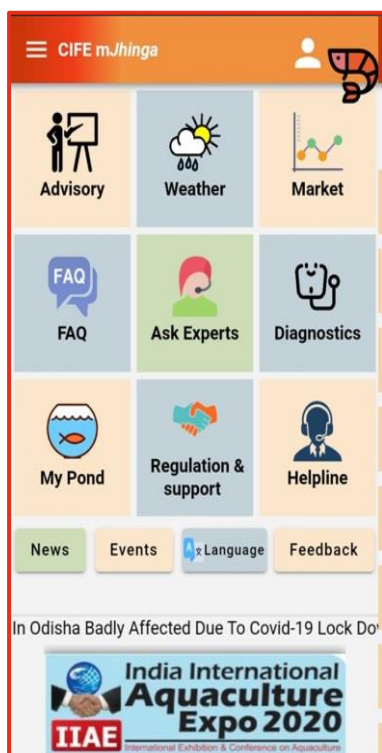 CIFE mJhinga
Advisory
Weather
Market
FAQ
FAQ
Ask Experts
Diagnostics
My Pond
Regulation &
support
Helpline
News
Events
Language
Feedback
In Odisha Badly Affected Due To Covid-19 Lock Do
IIAE
India International
Aquaculture
Expo 2020
International Exhibition & Conference on Aquaculture